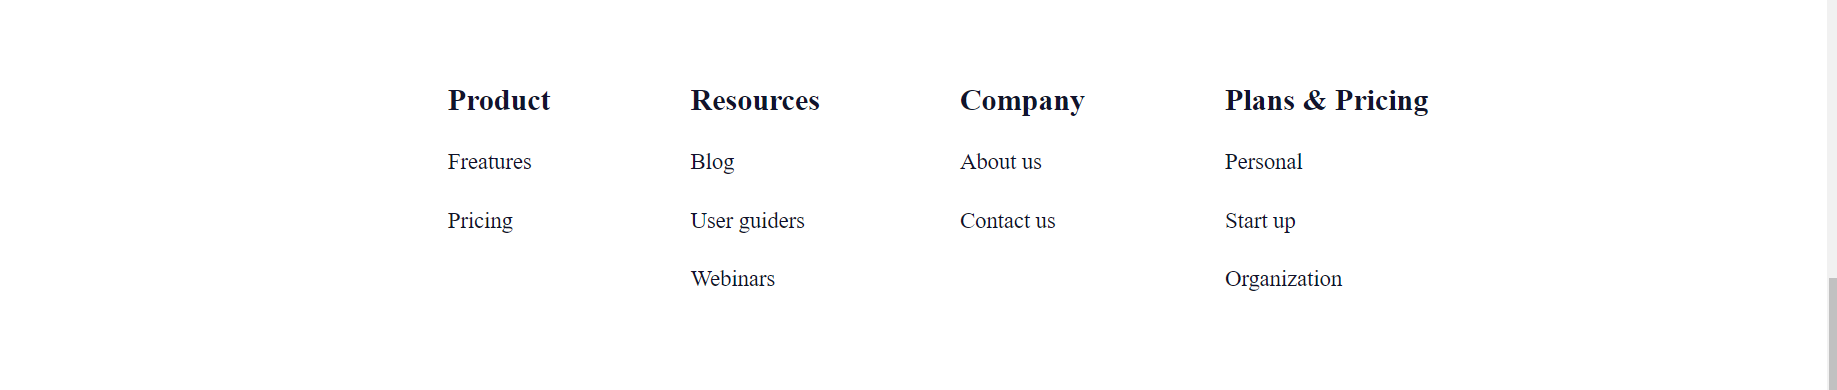 Product
Freatures
Pricing
Resources
Blog
User guiders
Webinars
Company
About us
Contact us
Plans & Pricing
Personal
Start up
Organization